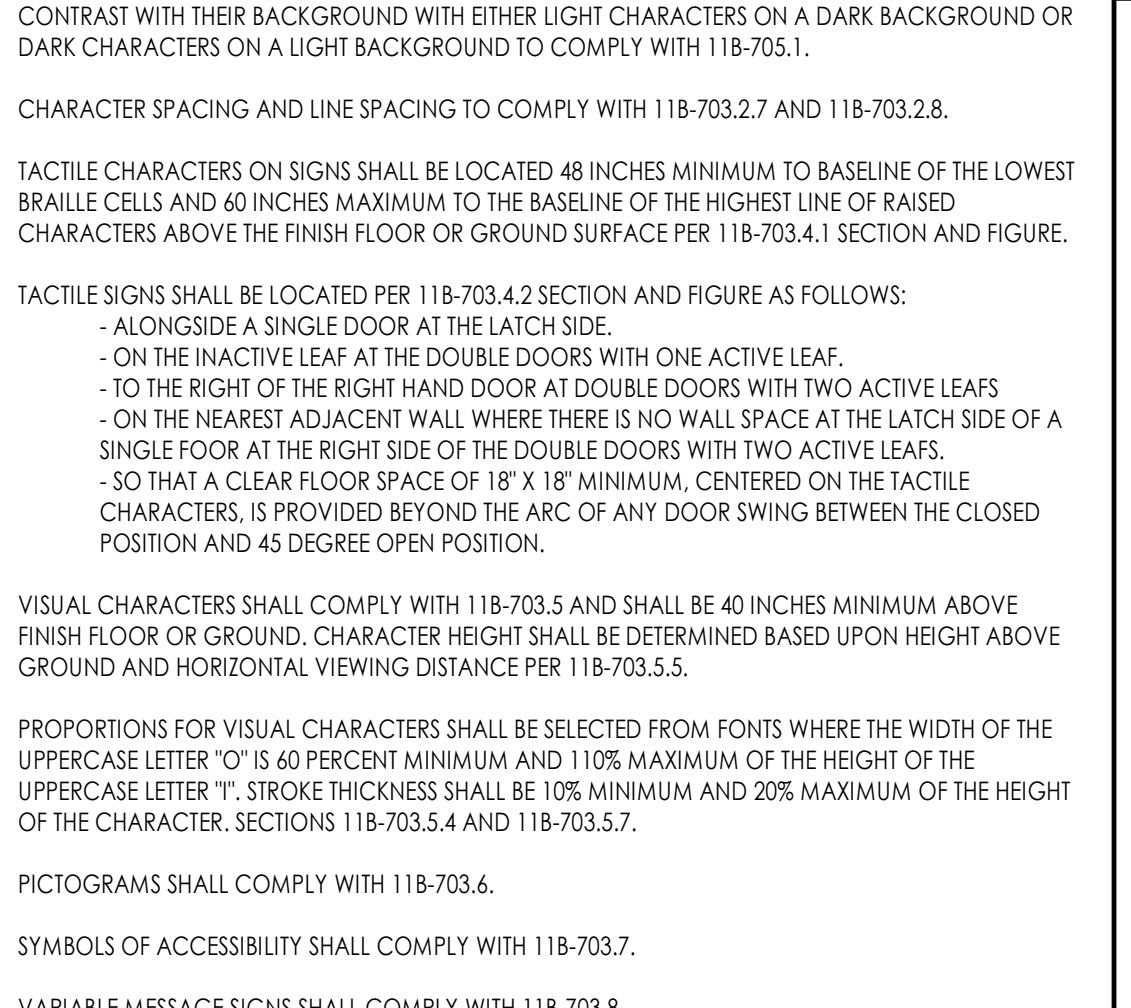 CONTRAST WITH THEIR BACKGROUND WITH EITHER LIGHT CHARACTERS ON A DARK BACKGROUND OR
DARK CHARACTERS ON A LIGHT BACKGROUND TO COMPLY WITH 11B-705.1.
CHARACTER SPACING AND LINE SPACING TO COMPLY WITH 11B-703.2.7 AND 11B-703.2.8.
TACTILE CHARACTERS ON SIGNS SHALL BE LOCATED 48 INCHES MINIMUM TO BASELINE OF THE LOWEST
BRAILLE CELLS AND 60 INCHES MAXIMUM TO THE BASELINE OF THE HIGHEST LINE OF RAISED
CHARACTERS ABOVE THE FINISH FLOOR OR GROUND SURFACE PER 11B-703.4.1 SECTION AND FIGURE.
TACTILE SIGNS SHALL BE LOCATED PER 11B-703.4.2 SECTION AND FIGURE AS FOLLOWS:
- ALONGSIDE A SINGLE DOOR AT THE LATCH SIDE.
- ON THE INACTIVE LEAF AT THE DOUBLE DOORS WITH ONE ACTIVE LEAF.
- TO THE RIGHT OF THE RIGHT HAND DOOR AT DOUBLE DOORS WITH TWO ACTIVE LEAFS
- ON THE NEAREST ADJACENT WALL WHERE THERE IS NO WALL SPACE AT THE LATCH SIDE OF A
SINGLE FOOR AT THE RIGHT SIDE OF THE DOUBLE DOORS WITH TWO ACTIVE LEAFS.
- SO THAT A CLEAR FLOOR SPACE OF 18" X 18" MINIMUM, CENTERED ON THE TACTILE
CHARACTERS, IS PROVIDED BEYOND THE ARC OF ANY DOOR SWING BETWEEN THE CLOSED
POSITION AND 45 DEGREE OPEN POSITION.
VISUAL CHARACTERS SHALL COMPLY WITH 11B-703.5 AND SHALL BE 40 INCHES MINIMUM ABOVE
FINISH FLOOR OR GROUND. CHARACTER HEIGHT SHALL BE DETERMINED BASED UPON HEIGHT ABOVE
GROUND AND HORIZONTAL VIEWING DISTANCE PER 11B-703.5.5.
PROPORTIONS FOR VISUAL CHARACTERS SHALL BE SELECTED FROM FONTS WHERE THE WIDTH OF THE
UPPERCASE LETTER "O" IS 60 PERCENT MINIMUM AND 110% MAXIMUM OF THE HEIGHT OF THE
UPPERCASE LETTER "I". STROKE THICKNESS SHALL BE 10% MINIMUM AND 20% MAXIMUM OF THE HEIGHT
OF THE CHARACTER. SECTIONS 11B-703.5.4 AND 11B-703.5.7.
PICTOGRAMS SHALL COMPLY WITH 11B-703.6.
SYMBOLS OF ACCESSIBILITY SHALL COMPLY WITH 11B-703.7.
VARIABLE MESSAGE SIGNS SHALL COMPLY WITH 11B-703.8